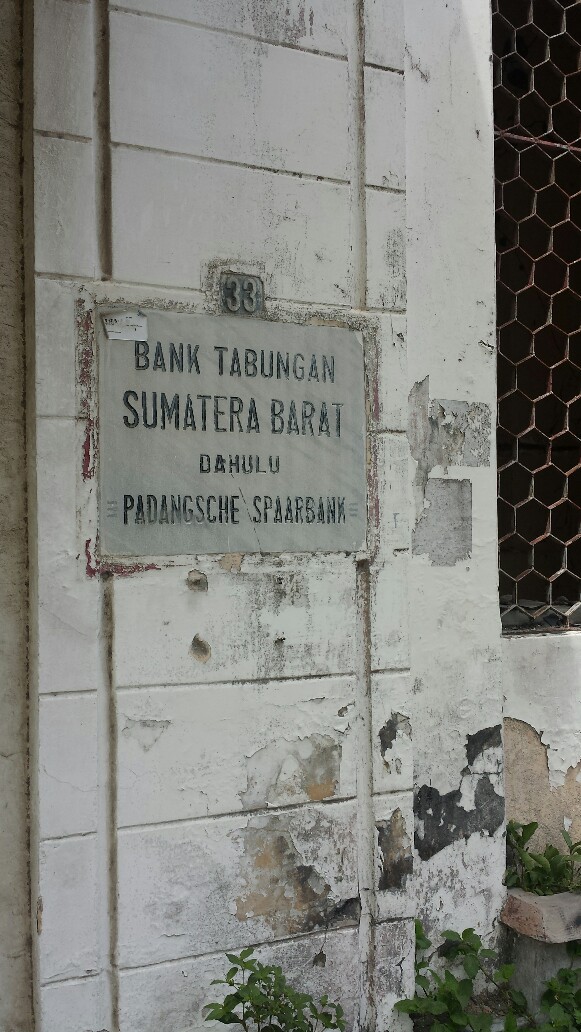 33
BANK TABUNGAN
SUMATERA BARAT
DAHULU
=PADANGSCHE SPAARBANK=